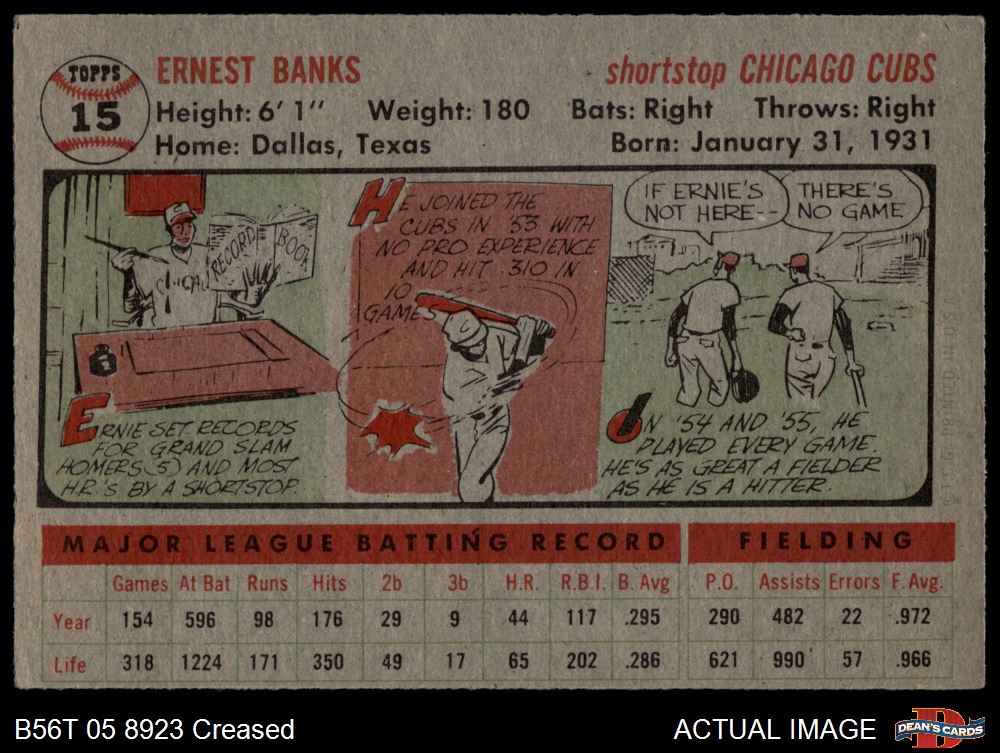 TOPPS
15
ERNEST BANKS
shortstop CHICAGO CUBS
Height: 6' 1" Weight: 180 Bats: Right Throws: Right
Home: Dallas, Texas Born: January 31, 1931
RECORD BOOK
CHICAG
ERNIE SET RECORDS
FOR GRAND SLAM
HOMERS (5) AND MOST
H.R.'S BY A SHORTSTOP.
HE JOINED THE
CUBS IN '53 WITH
NO PRO EXPERIENCE
AND HIT .310 IN
10
GAMES
IF ERNIE'S
NOT HERE--
THERE'S
NO GAME
IN '54 AND '55, HE
PLAYED EVERY GAME.
HE'S AS GREAT A FIELDER
AS HE IS A HITTER.
MAJOR LEAGUE BATTING RECORD FIELDING
Games At Bat Runs Hits 2b 3b H.R. R.B.I. B. Avg P.O. Assists Errors F. Avg.
Year 154 596 98 176 29 9 44 117 .295 290 482 22 .972
Life 318 1224 171 350 49 17 65 202 .286 621 990 57 .966
B56T 05 8923 Creased
ACTUAL IMAGE
DEAN'S CARDS